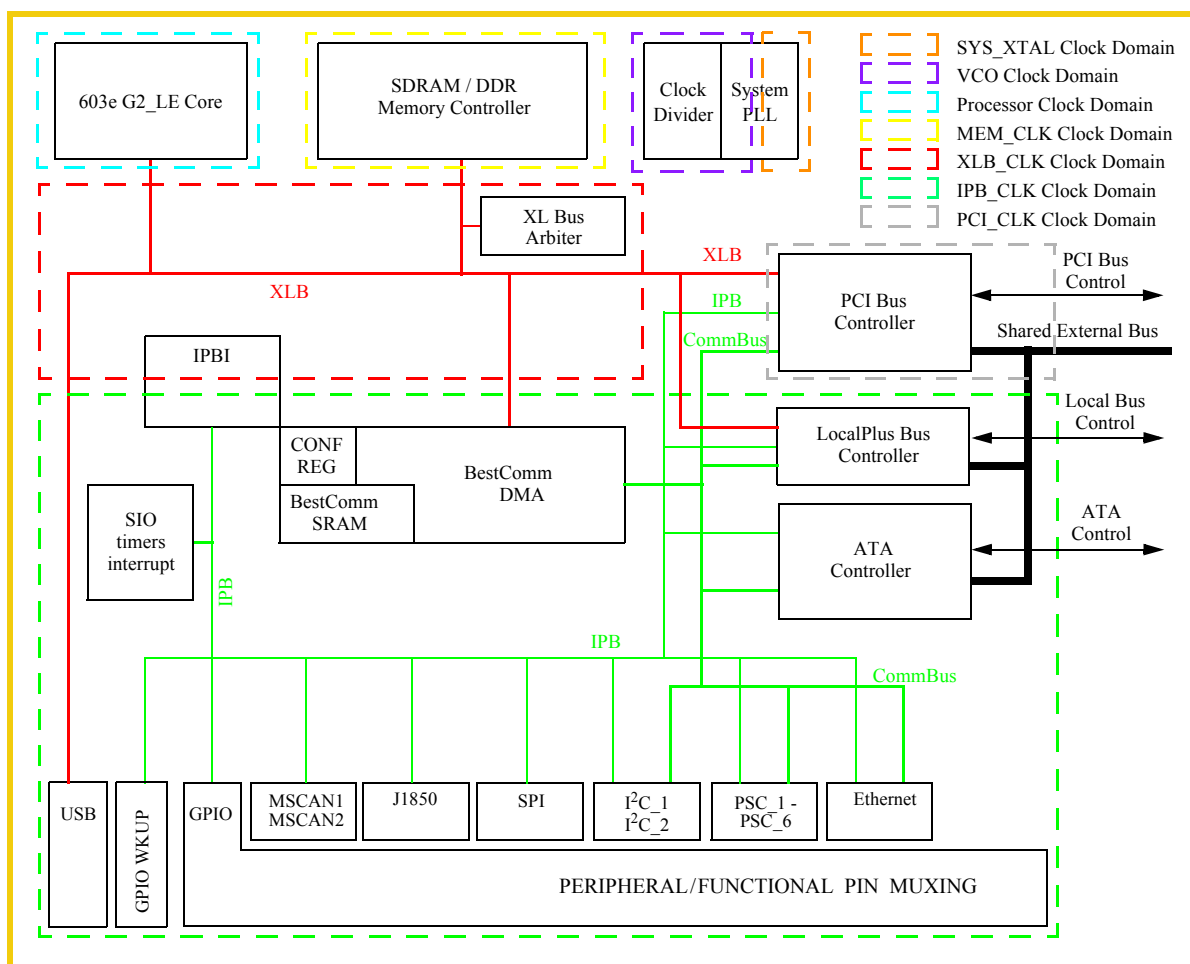 603e G2_LE Core
SDRAM / DDR
Memory Controller
Clock
Divider
System
PLL
SYS_XTAL Clock Domain
VCO Clock Domain
Processor Clock Domain
MEM_CLK Clock Domain
XLB_CLK Clock Domain
IPB_CLK Clock Domain
PCI_CLK Clock Domain
XL Bus
Arbiter
XLB
XLB
IPB
CommBus
PCI Bus
Controller
PCI Bus
Control
Shared External Bus
IPBI
CONF
REG
BestComm
DMA
BestComm
SRAM
LocalPlus Bus
Controller
Local Bus
Control
SIO
timers
interrupt
ATA
Controller
ATA
Control
IPB
IPB
CommBus
USB
GPIO WKUP
GPIO
MSCAN1
MSCAN2
J1850
SPI
I²C_1
I²C_2
PSC_1 -
PSC_6
Ethernet
PERIPHERAL/FUNCTIONAL PIN MUXING